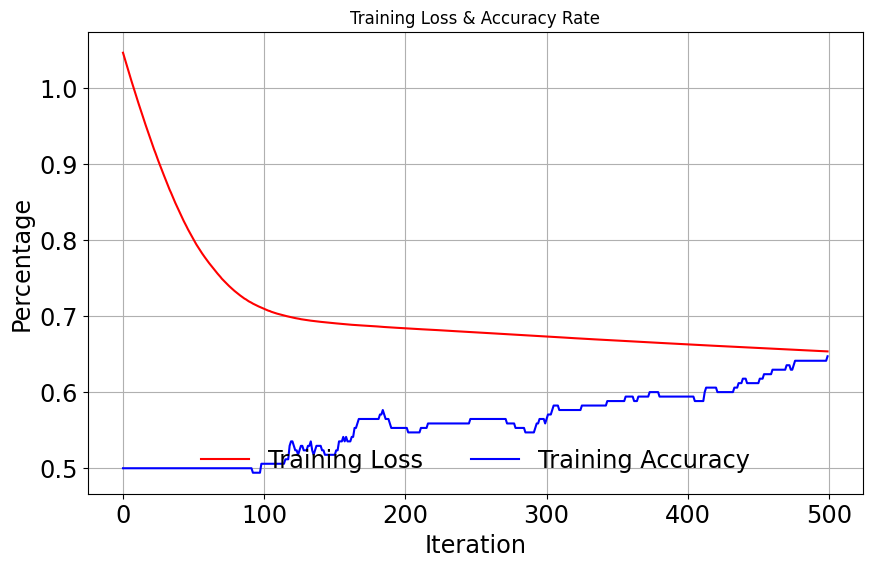 Training Loss & Accuracy Rate
Percentage
1.0
0.9
0.8
0.7
0.6
0.5
Training Loss Training Accuracy
0 100 200 300 400 500
Iteration